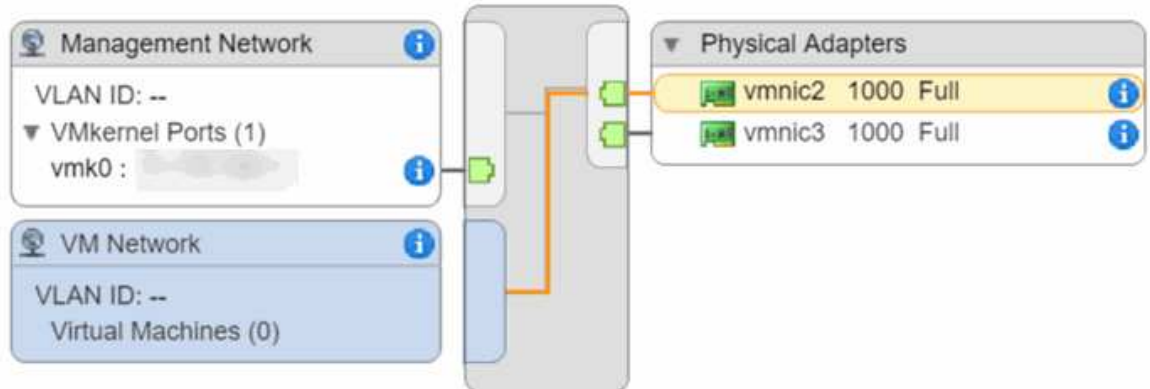 Management Network
VLAN ID: --
VMkernel Ports (1)
vmk0 :
VM Network
VLAN ID: --
Virtual Machines (0)
Physical Adapters
vmnic2 1000 Full
vmnic3 1000 Full